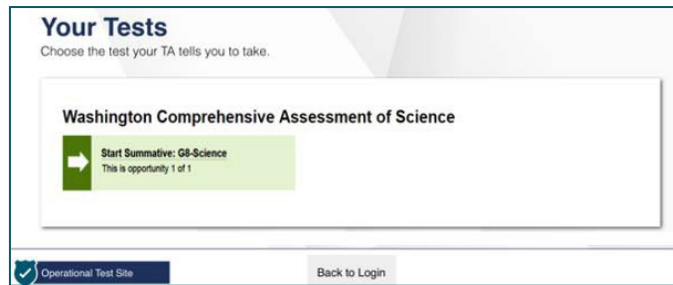 Your Tests
Choose the test your TA tells you to take.
Washington Comprehensive Assessment of Science
Start Summative: G8-Science
This is opportunity 1 of 1
Operational Test Site
Back to Login